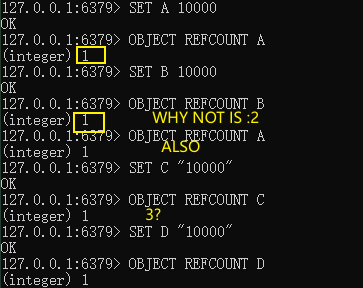 127.0.0.1:6379> SET A 10000
OK
127.0.0.1:6379> OBJECT REFCOUNT A
(integer) 1
127.0.0.1:6379> SET B 10000
OK
127.0.0.1:6379> OBJECT REFCOUNT B
(integer) 1 WHY NOT IS :2
127.0.0.1:6379> OBJECT REFCOUNT A
(integer) 1 ALSO
127.0.0.1:6379> SET C "10000"
OK
127.0.0.1:6379> OBJECT REFCOUNT C
(integer) 1 3?
127.0.0.1:6379> SET D "10000"
OK
127.0.0.1:6379> OBJECT REFCOUNT D
(integer) 1